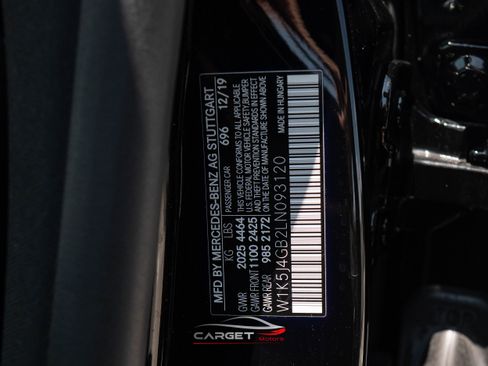 MFD BY MERCEDES-BENZ AG STUTTGART
PASSENGER CAR 696 12/19
KG LBS
GVWR 2025 4464
GAWR FRONT 1100 2425
GAWR REAR 985 2172
THIS VEHICLE CONFORMS TO ALL APPLICABLE
U.S. FEDERAL MOTOR VEHICLE SAFETY/BUMPER/
THEFT PREVENTION STANDARDS IN EFFECT
ON THE DATE OF MANUFACTURE SHOWN ABOVE
MADE IN HUNGARY
W1K5J4GB2LN093120
CARGET
Motors